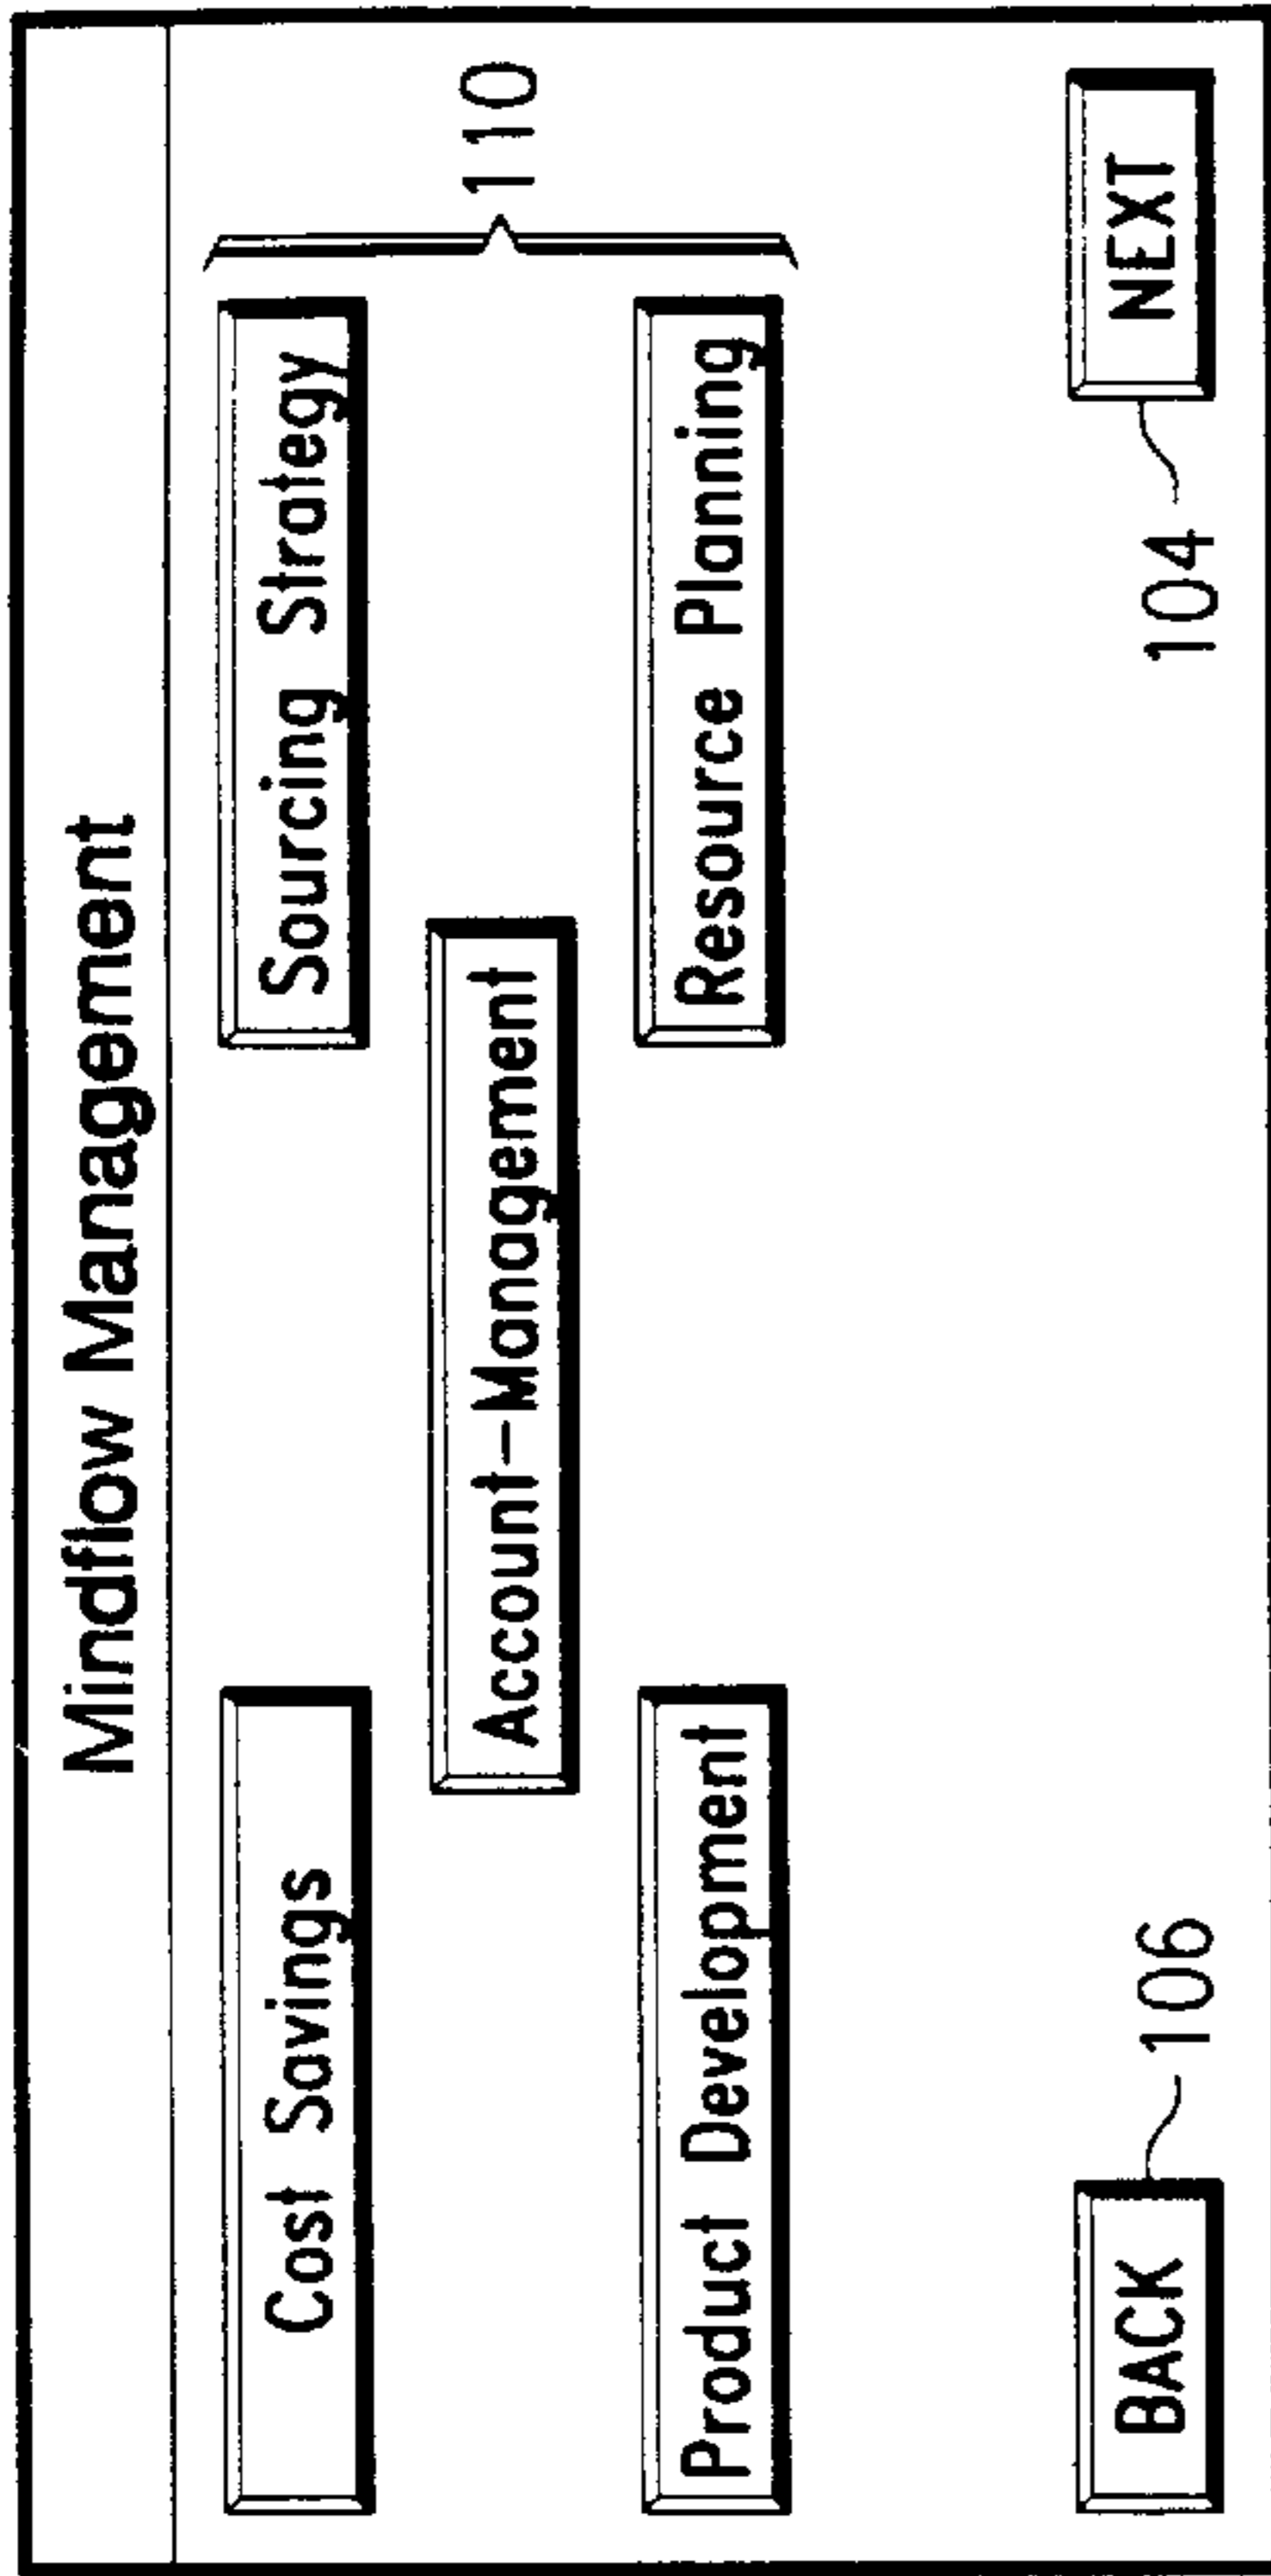 Mindflow Management
Cost Savings
Sourcing Strategy
110
Account-Management
Product Development
Resource Planning
BACK
106
104
NEXT